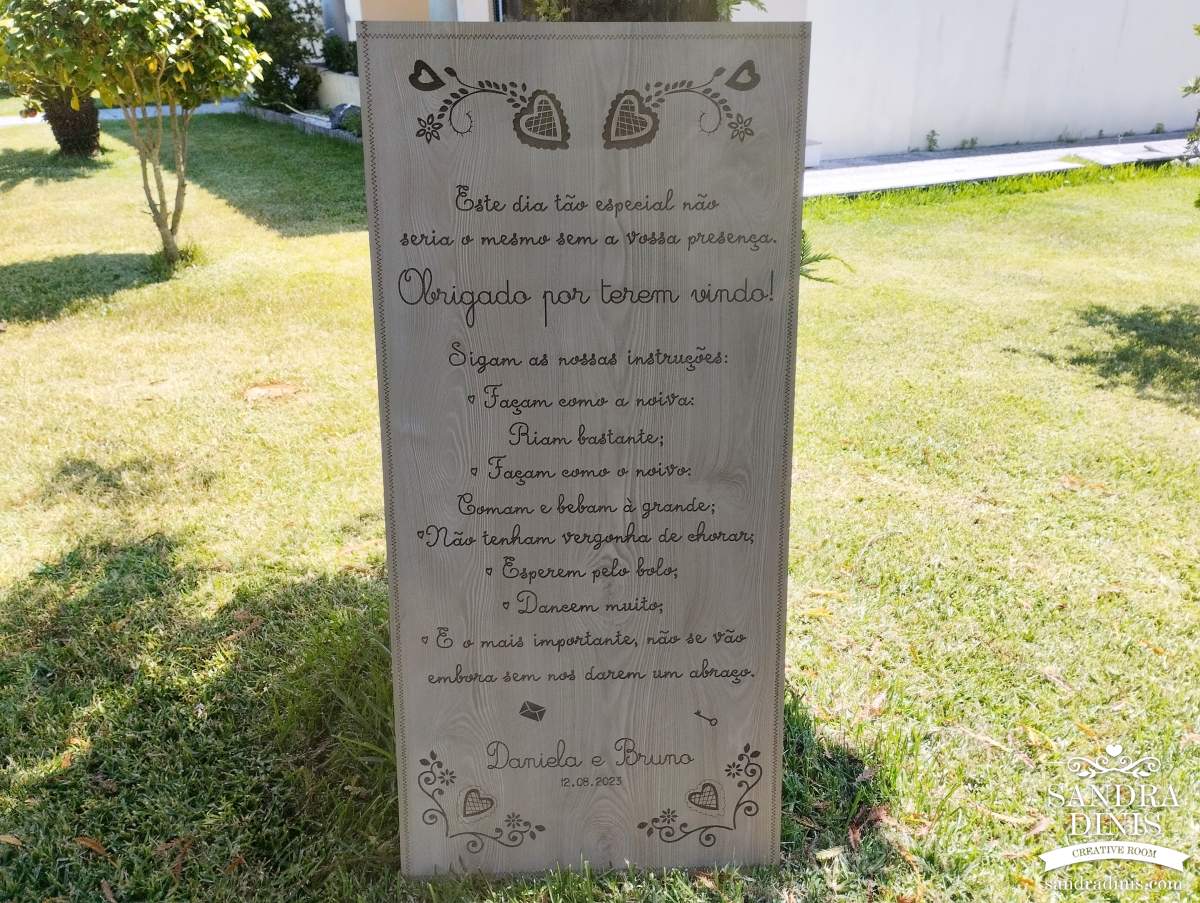 Este dia tão especial não
seria o mesmo sem a vossa presença.
Obrigado por terem vindo!
Sigam as nossas instruções:
Façam como a noiva:
Riam bastante;
Façam como o noivo:
Comam e bebam à grande;
Não tenham vergonha de chorar;
Esperem pelo bolo;
Dancem muito;
E o mais importante, não se vão
embora sem nos darem um abraço.
Daniela e Bruno
12.08.2023
SANDRA
DINIS
CREATIVE ROOM
sandradinis.com